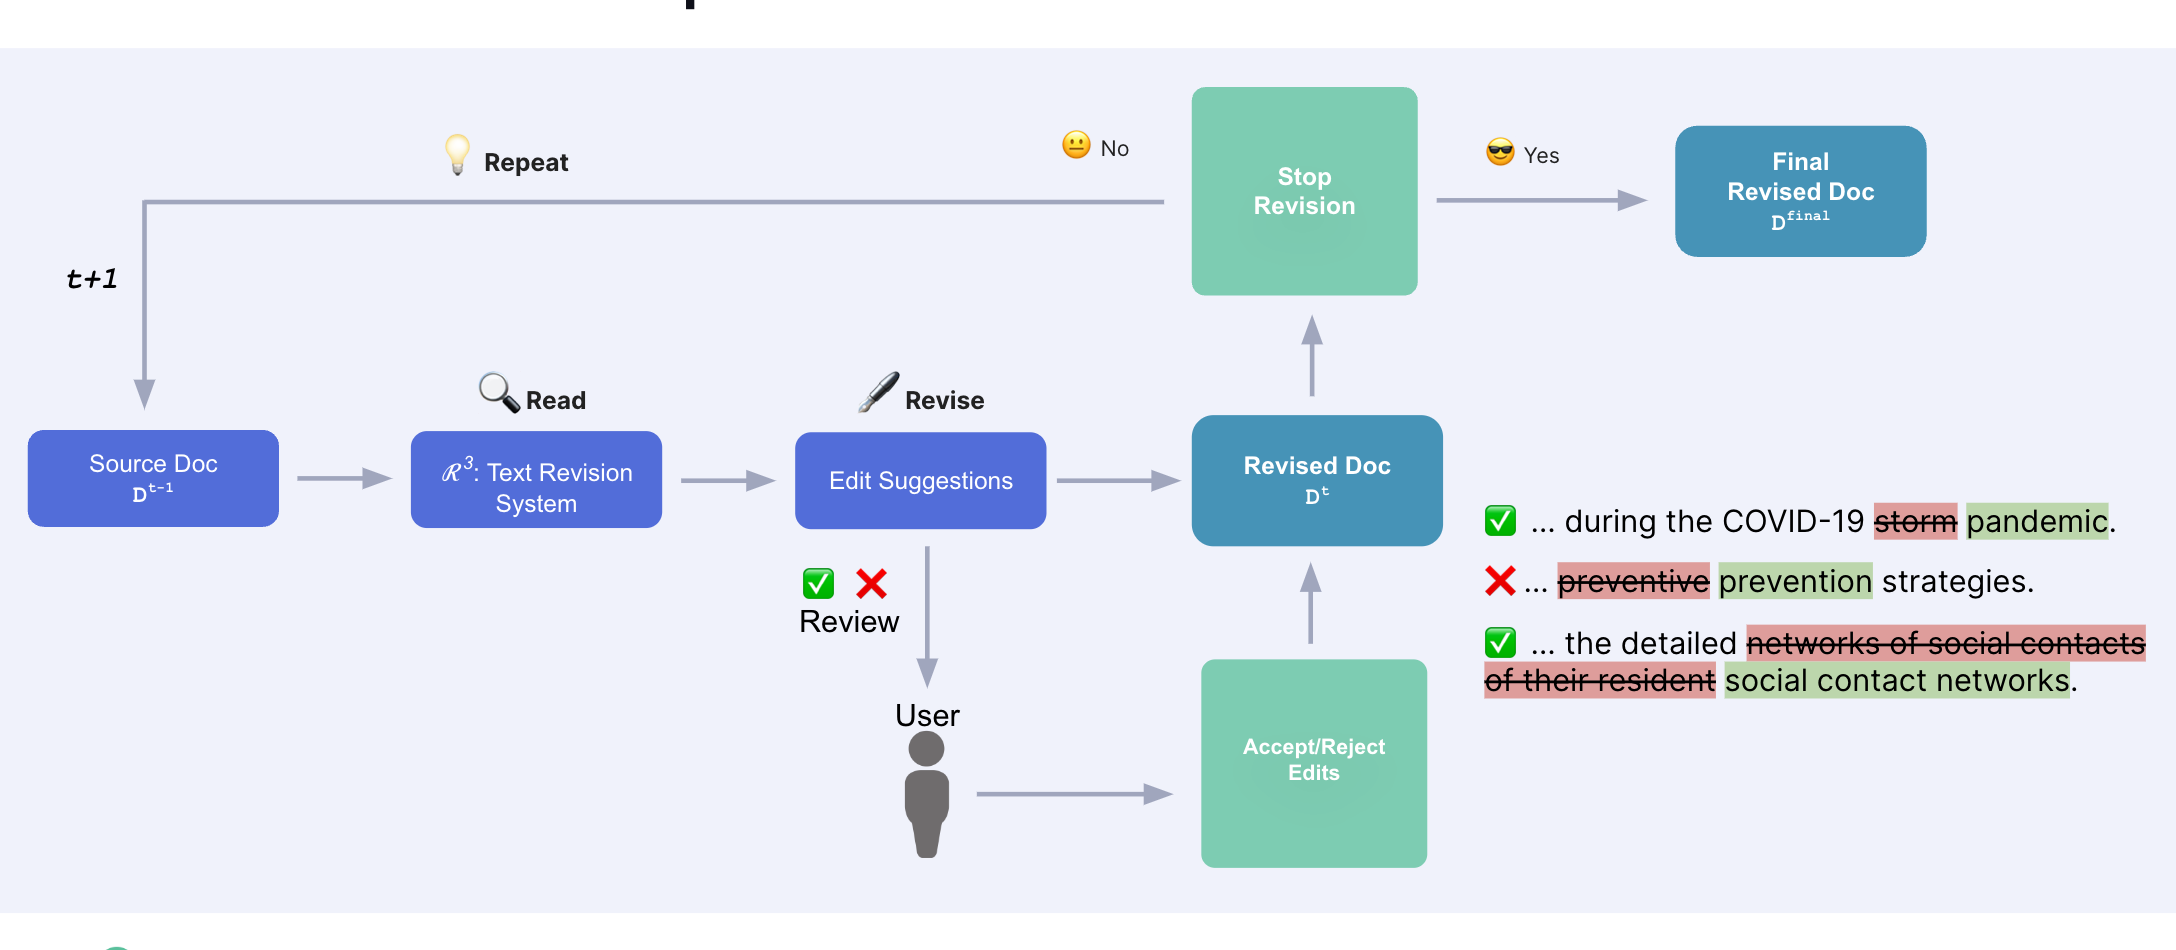 Repeat
No
Yes
Stop
Revision
Final
Revised Doc
D^final
t+1
Read
Revise
Source Doc
D^t-1
ℛ³: Text Revision
System
Edit Suggestions
Revised Doc
D^t
Review
User
Accept/Reject
Edits
... during the COVID-19 storm pandemic.
... preventive prevention strategies.
... the detailed networks of social contacts
of their resident social contact networks.